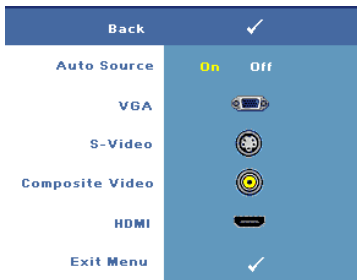 Back
Auto Source On Off
VGA
S-Video
Composite Video
HDMI
Exit Menu